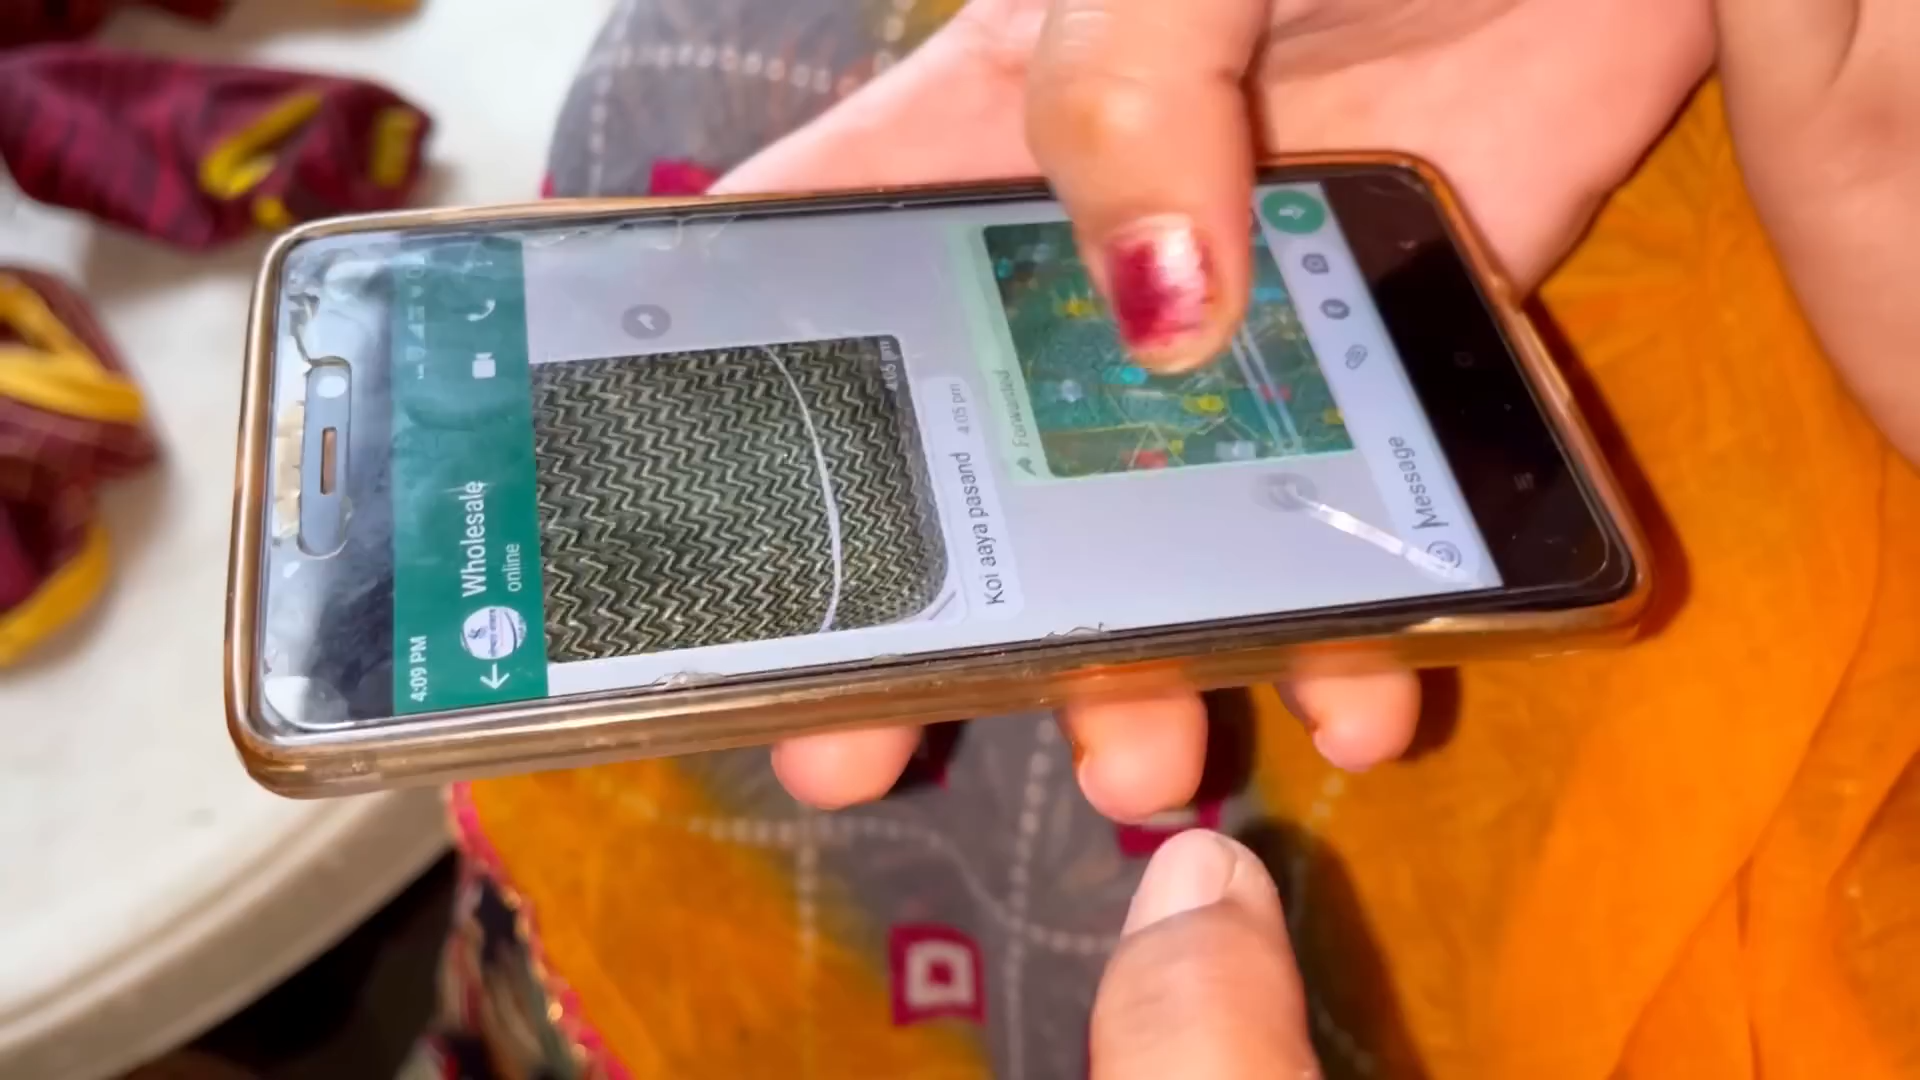 4:09 PM
Wholesale
online
4:05 pm
Koi aaya pasand 4:05 pm
Forwarded
Message